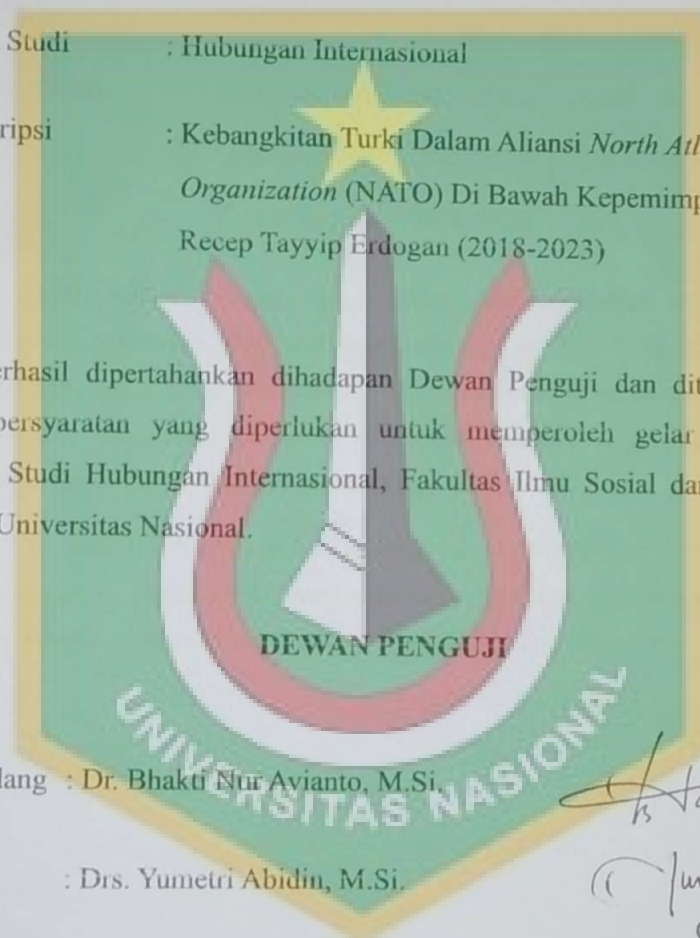 Studi : Hubungan Internasional
ripsi : Kebangkitan Turki Dalam Aliansi North Atl
Organization (NATO) Di Bawah Kepemimp
Recep Tayyip Erdogan (2018-2023)
erhasil dipertahankan dihadapan Dewan Penguji dan dit
persyaratan yang diperlukan untuk memperoleh gelar
Studi Hubungan Internasional, Fakultas Ilmu Sosial dar
Universitas Nasional.
DEWAN PENGUJI
UNIVERSITAS NASIONAL
lang : Dr. Bhakti Nur Avianto, M.Si.
: Drs. Yumetri Abidin, M.Si.